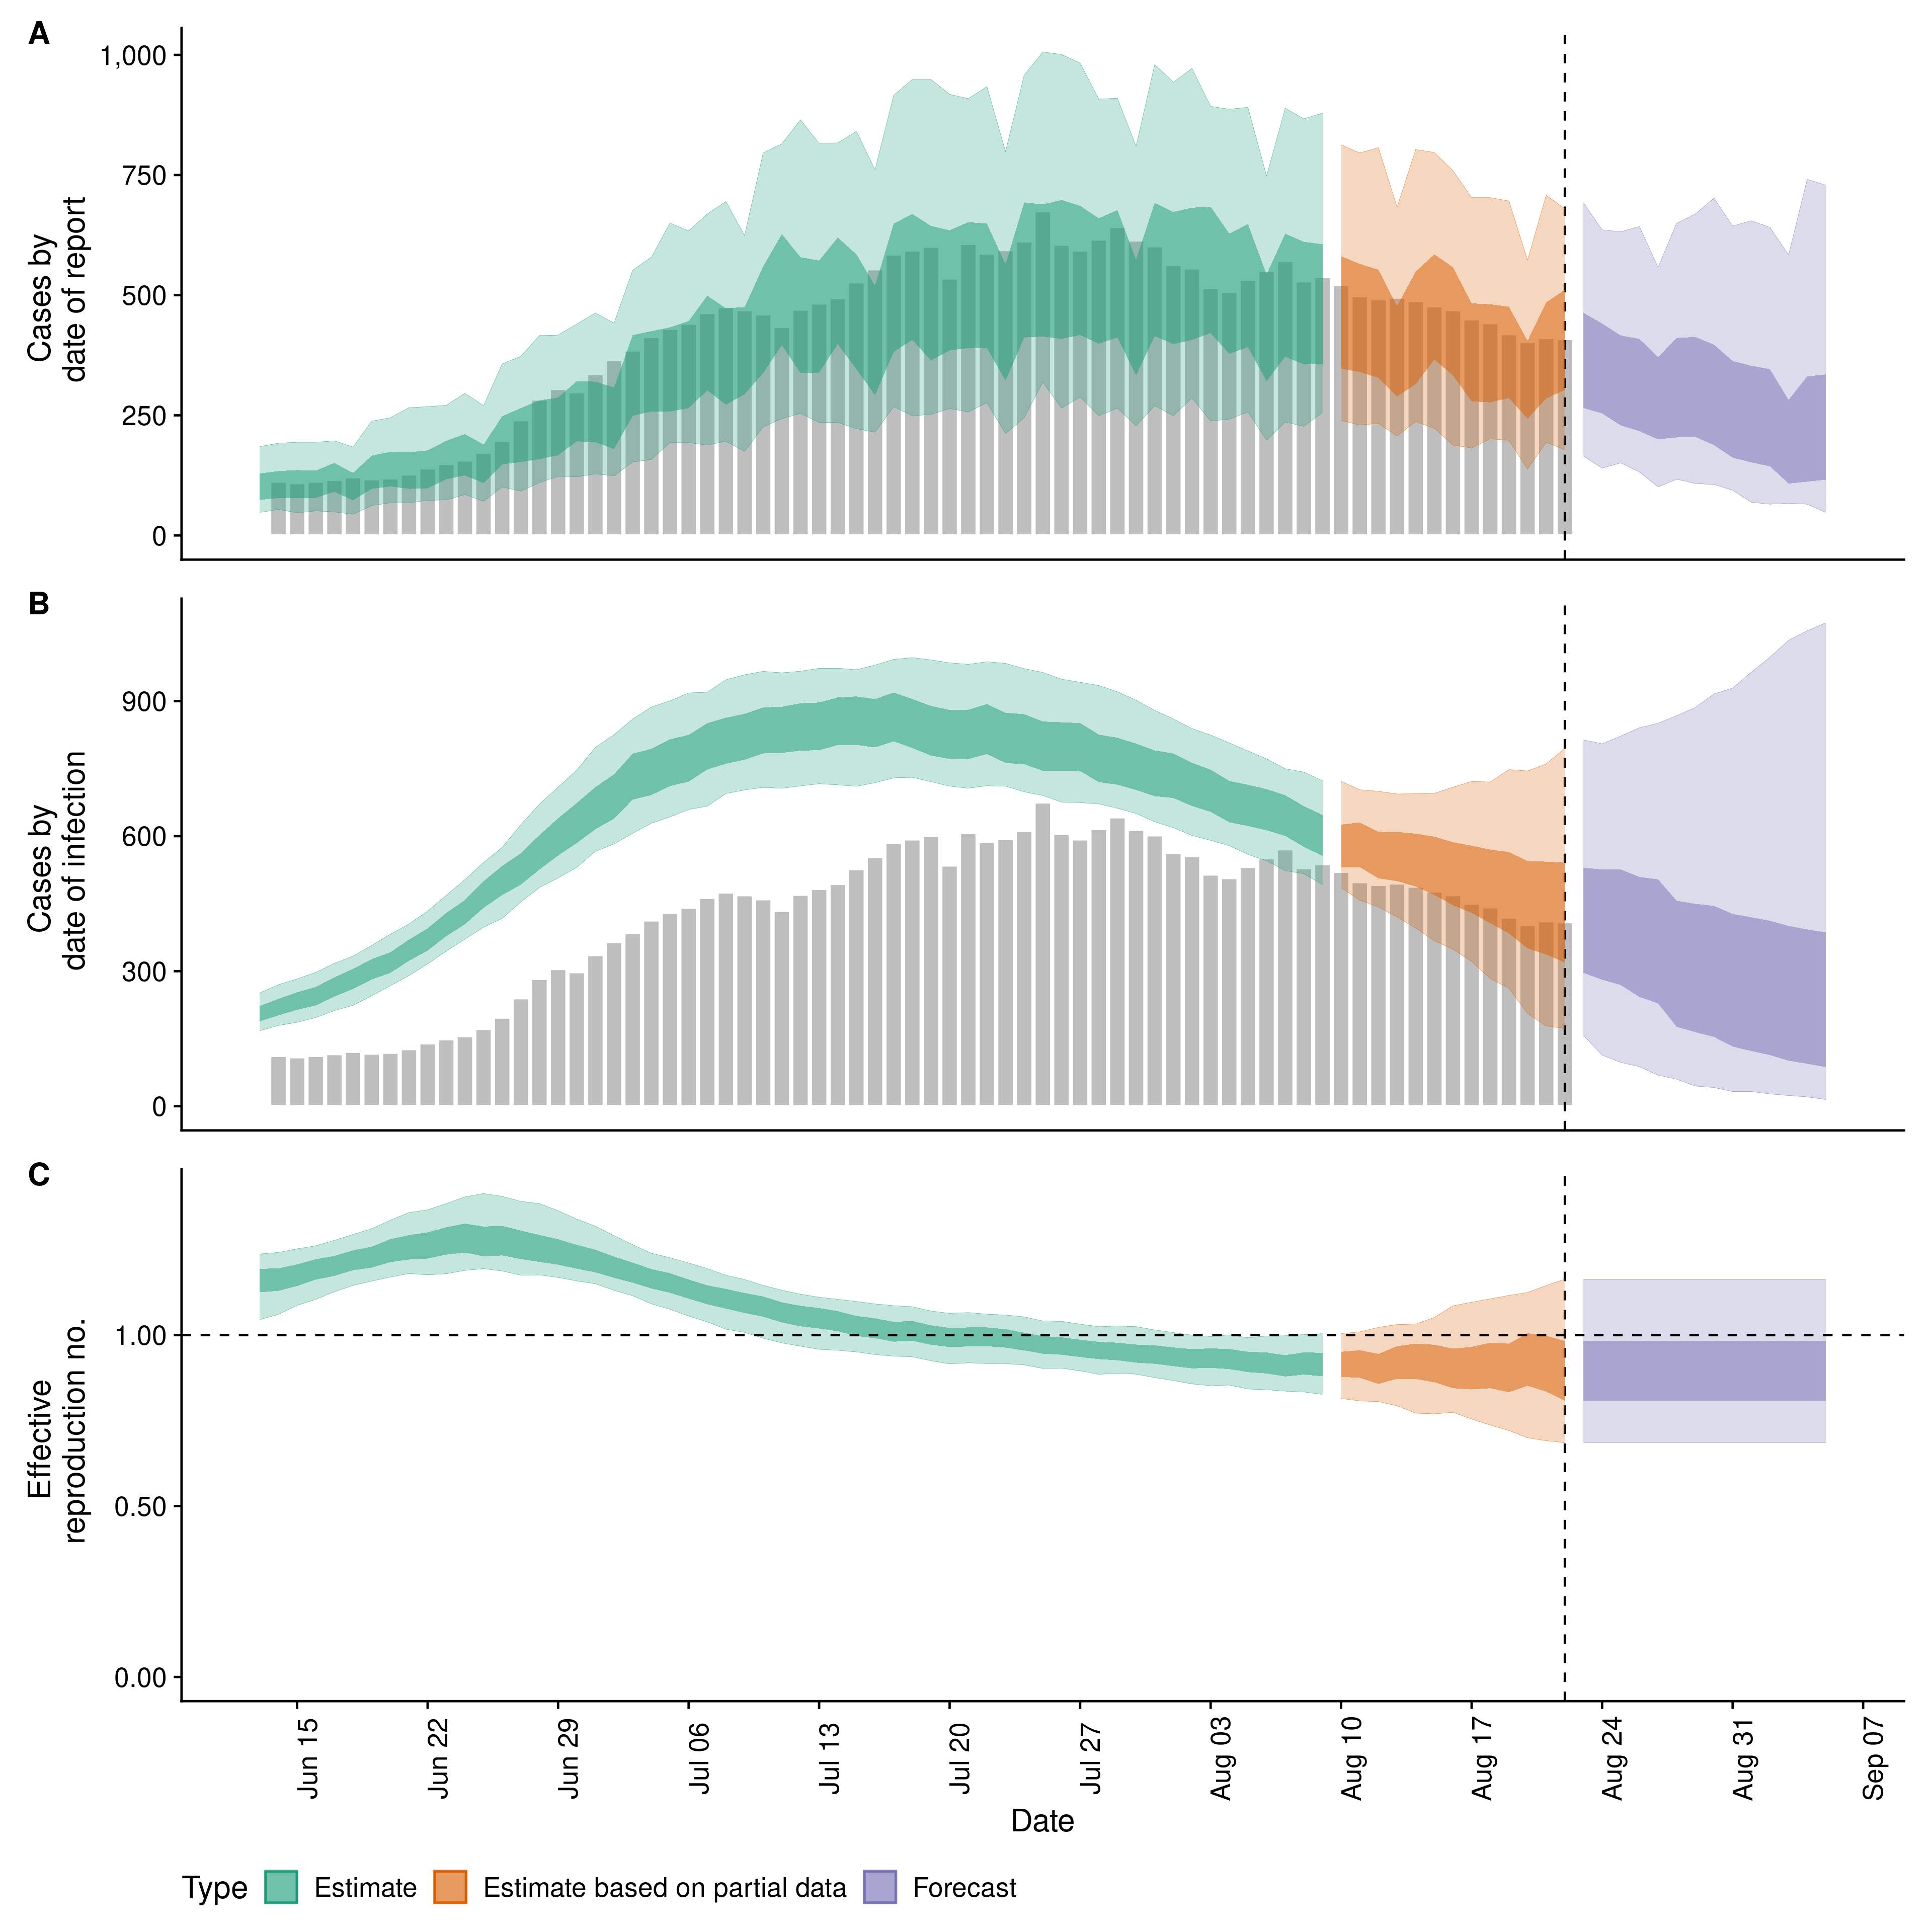 A
Cases by
date of report
1,000
750
500
250
0
B
Cases by
date of infection
900
600
300
0
C
Effective
reproduction no.
1.00
0.50
0.00
Jun 15
Jun 22
Jun 29
Jul 06
Jul 13
Jul 20
Jul 27
Aug 03
Aug 10
Aug 17
Aug 24
Aug 31
Sep 07
Date
Type Estimate Estimate based on partial data Forecast